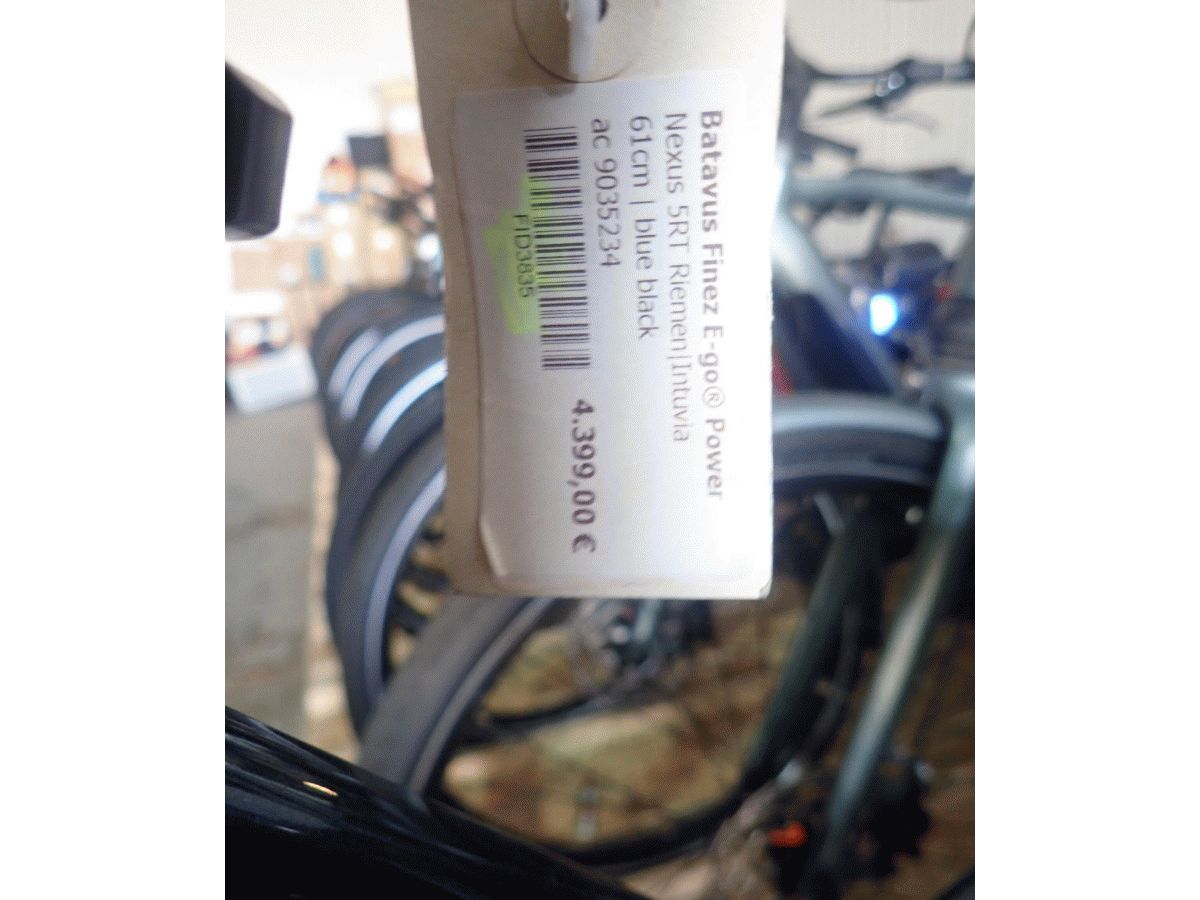 Batavus Finez E-go® Power
Nexus 5RT Riemen|Intuvia
61cm | blue black
ac 9035234
FID3835
4.399,00 €